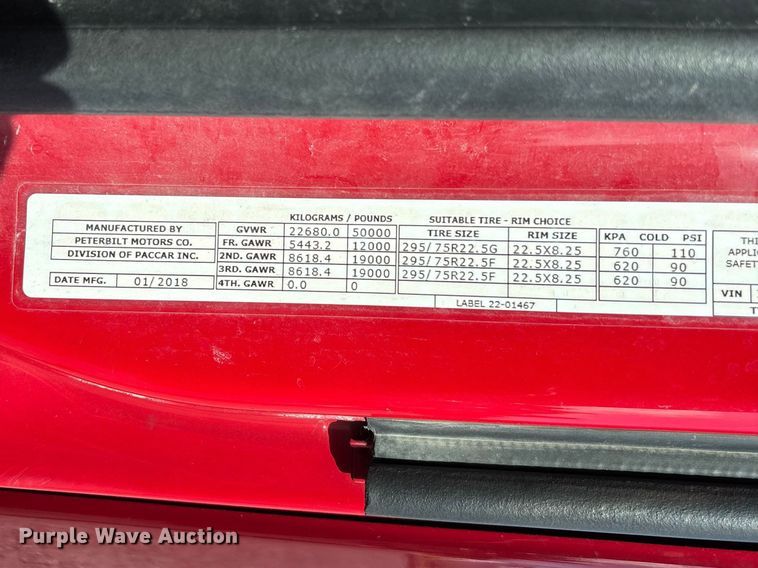 KILOGRAMS / POUNDS SUITABLE TIRE - RIM CHOICE
MANUFACTURED BY
PETERBILT MOTORS CO.
DIVISION OF PACCAR INC.
DATE MFG. 01/2018
GVWR 22680.0 50000 TIRE SIZE RIM SIZE KPA COLD PSI
FR. GAWR 5443.2 12000 295/75R22.5G 22.5X8.25 760 110
2ND. GAWR 8618.4 19000 295/75R22.5F 22.5X8.25 620 90
3RD. GAWR 8618.4 19000 295/75R22.5F 22.5X8.25 620 90
4TH. GAWR 0.0 0
LABEL 22-01467
THI
APPLIC
SAFET
VIN
T
Purple Wave Auction